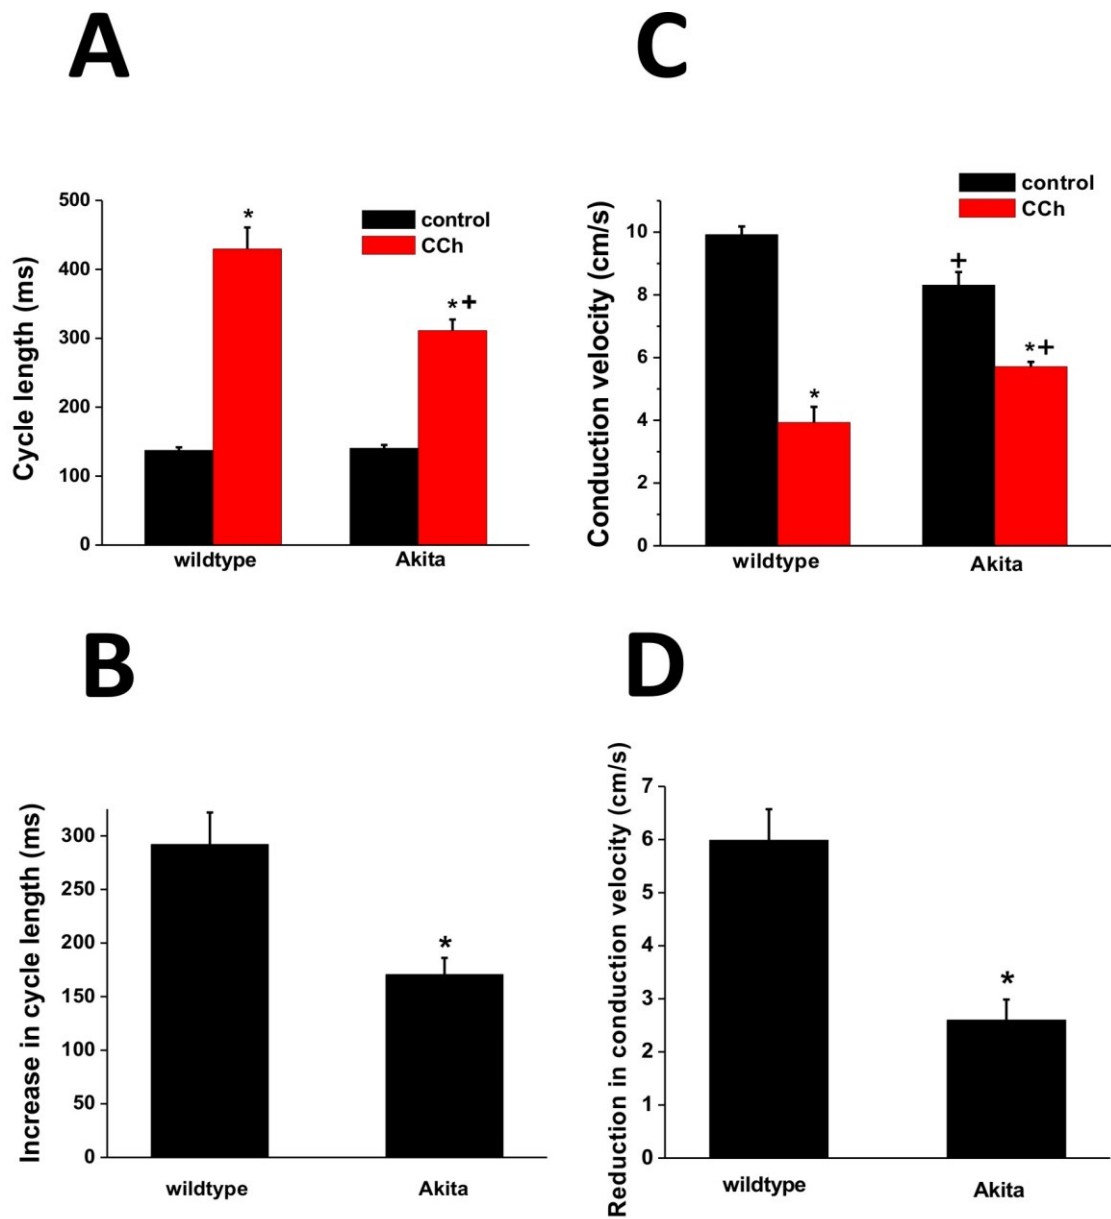 A
Cycle length (ms)
500
400
300
200
100
0
control
CCh
*
*+
wildtype
Akita
C
Conduction velocity (cm/s)
10
8
6
4
2
0
control
CCh
*
+
*+
wildtype
Akita
B
Increase in cycle length (ms)
300
250
200
150
100
50
0
*
wildtype
Akita
D
Reduction in conduction velocity (cm/s)
7
6
5
4
3
2
1
0
*
wildtype
Akita